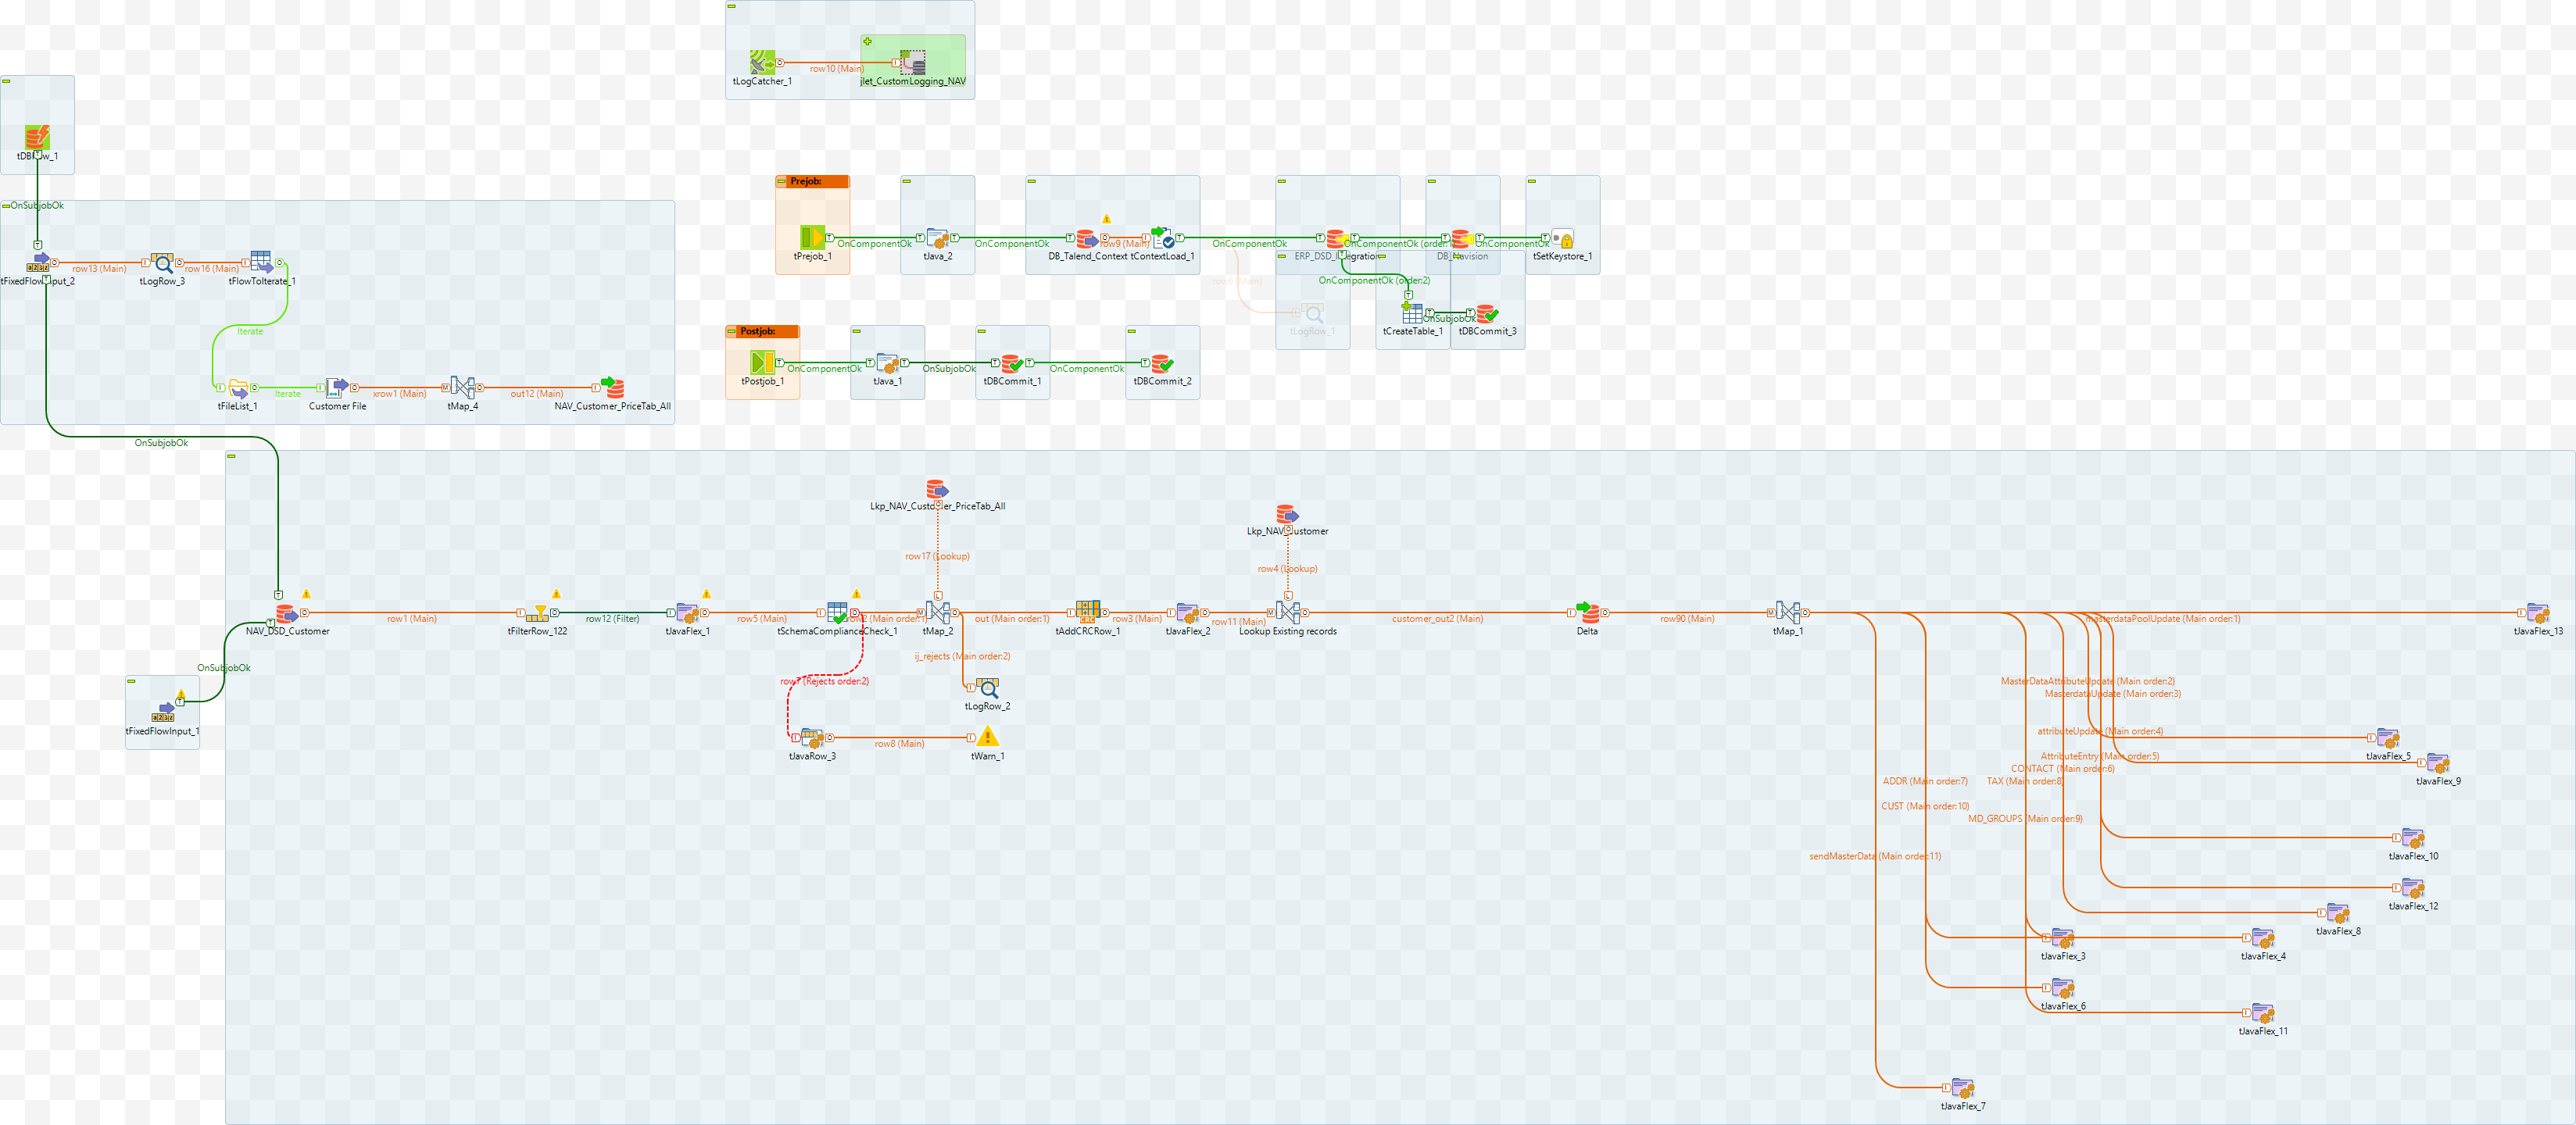 tLogCatcher_1
row10 (Main)
jlet_CustomLogging_NAV
tDBRow_1
OnSubjobOk
tFixedFlowInput_2
row13 (Main)
tLogRow_3
row16 (Main)
tFlowToIterate_1
Iterate
tFileList_1
Iterate
Customer File
xrow1 (Main)
tMap_4
out12 (Main)
NAV_Customer_PriceTab_All
OnSubjobOk
Prejob:
tPrejob_1
OnComponentOk
tJava_2
OnComponentOk
DB_Talend_Context
row9 (Main)
tContextLoad_1
OnComponentOk
ERP_DSD_Integration
OnComponentOk (order:
DB_Navision
OnComponentOk
tSetKeystore_1
row6 (Main)
tLogRow_1
OnComponentOk (order:2)
tCreateTable_1
OnSubjobOk
tDBCommit_3
Postjob:
tPostjob_1
OnComponentOk
tJava_1
OnSubjobOk
tDBCommit_1
OnComponentOk
tDBCommit_2
Lkp_NAV_Customer_PriceTab_All
row17 (Lookup)
Lkp_NAV_Customer
row4 (Lookup)
NAV_DSD_Customer
row1 (Main)
tFilterRow_122
row12 (Filter)
tJavaFlex_1
row5 (Main)
tSchemaComplianceCheck_1
row2 (Main order:1)
tMap_2
out (Main order:1)
tAddCRCRow_1
row3 (Main)
tJavaFlex_2
row11 (Main)
Lookup Existing records
customer_out2 (Main)
Delta
row90 (Main)
tMap_1
masterdataPoolUpdate (Main order:1)
tJavaFlex_13
OnSubjobOk
tFixedFlowInput_1
ij_rejects (Main order:2)
tLogRow_2
row7 (Rejects order:2)
tJavaRow_3
row8 (Main)
tWarn_1
MasterDataAttributeUpdate (Main order:2)
MasterdataUpdate (Main order:3)
attributeUpdate (Main order:4)
tJavaFlex_5
AttributeEntry (Main order:5)
CONTACT (Main order:6)
tJavaFlex_9
ADDR (Main order:7)
TAX (Main order:8)
CUST (Main order:10)
MD_GROUPS (Main order:9)
sendMasterData (Main order:11)
tJavaFlex_10
tJavaFlex_12
tJavaFlex_8
tJavaFlex_3
tJavaFlex_4
tJavaFlex_6
tJavaFlex_11
tJavaFlex_7